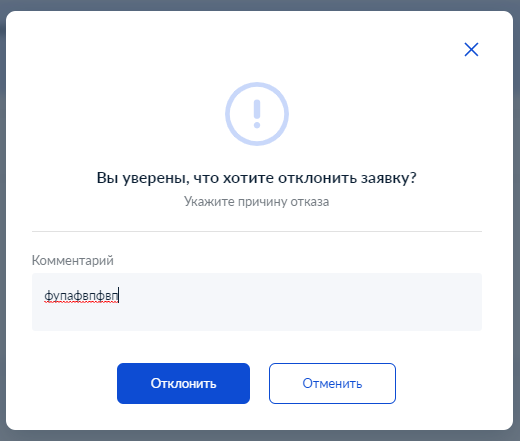 Вы уверены, что хотите отклонить заявку?
Укажите причину отказа
Комментарий
фупафвпфвп
Отклонить
Отменить